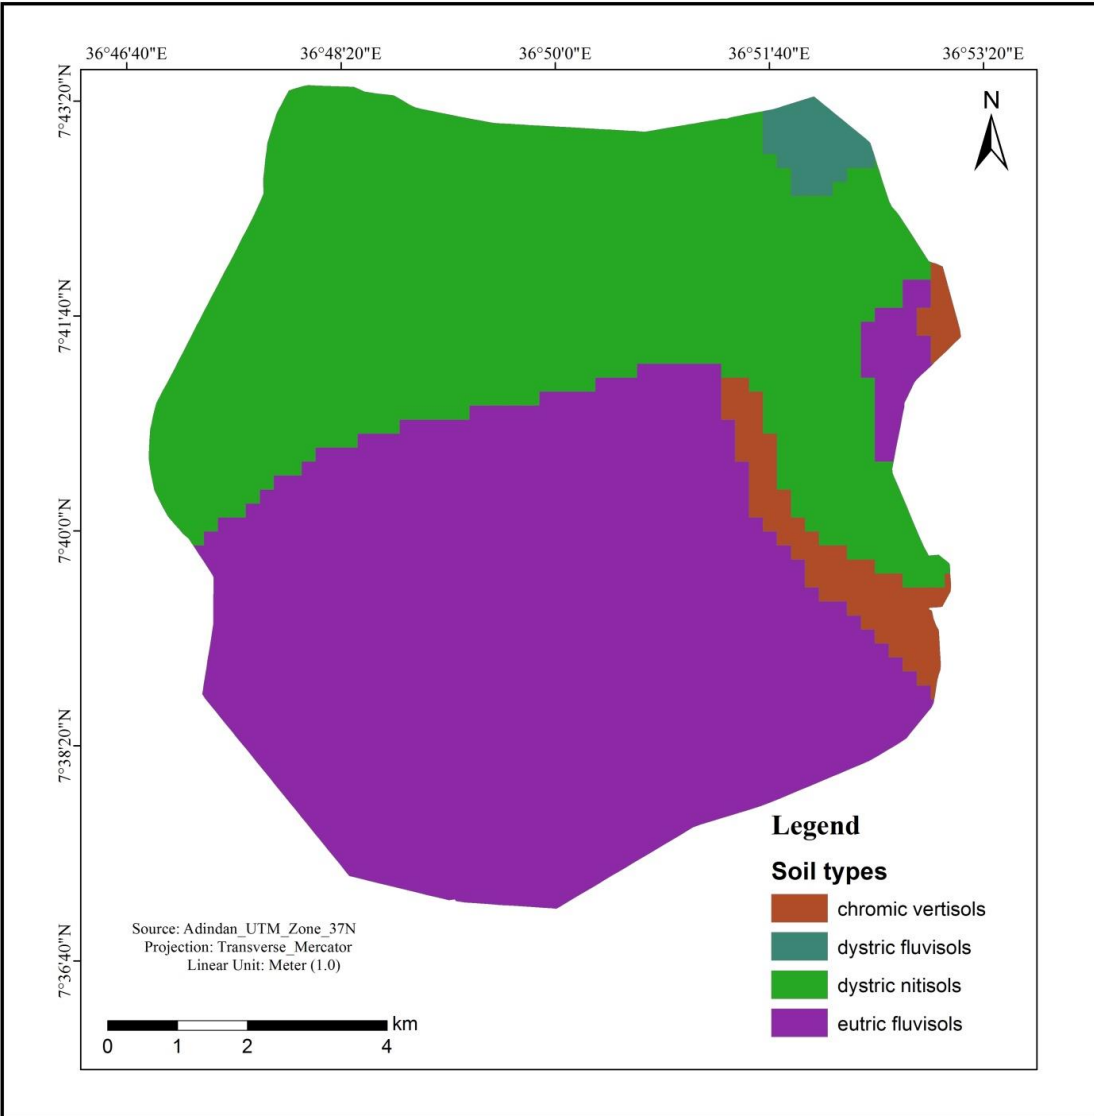 36°46'40"E 36°48'20"E 36°50'0"E 36°51'40"E 36°53'20"E
7°43'20"N
N
7°41'40"N
7°40'0"N
7°38'20"N
7°36'40"N
Legend
Soil types
chromic vertisols
dystric fluvisols
dystric nitisols
eutric fluvisols
Source: Adindan_UTM_Zone_37N
Projection: Transverse_Mercator
Linear Unit: Meter (1.0)
km
0 1 2 4